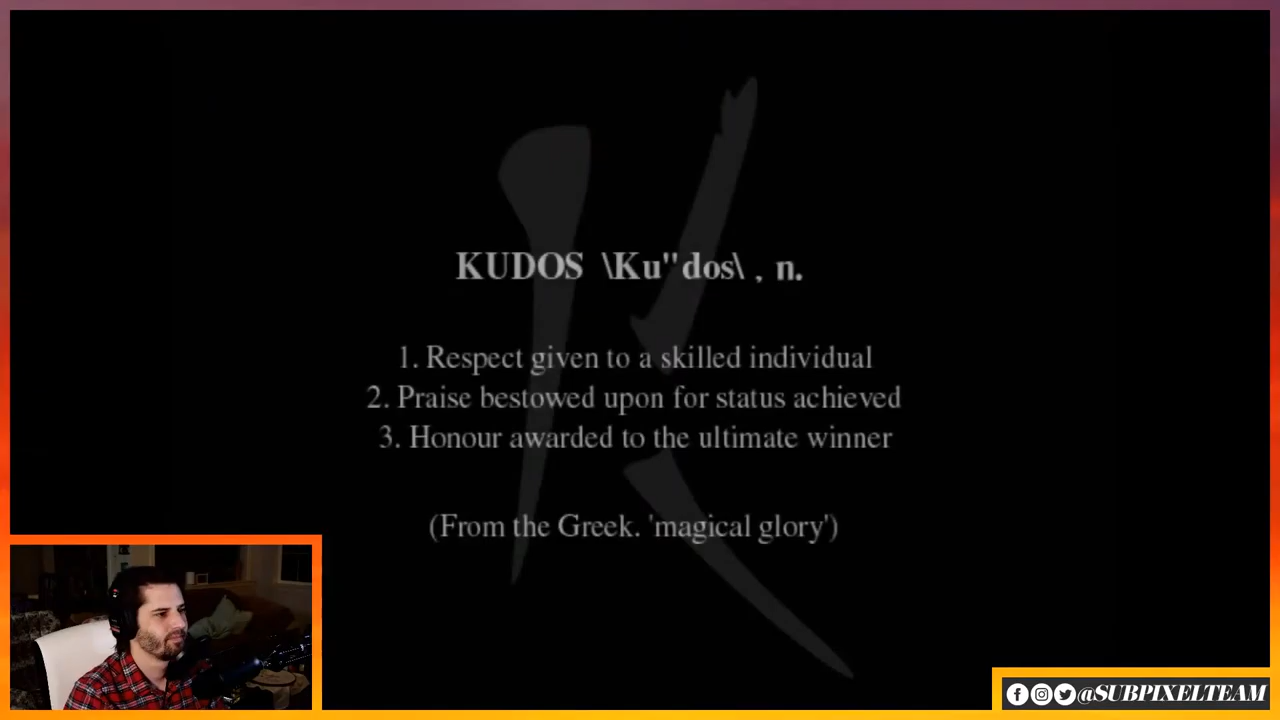 KUDOS \Ku"dos\ , n.
1. Respect given to a skilled individual
2. Praise bestowed upon for status achieved
3. Honour awarded to the ultimate winner
(From the Greek. 'magical glory')
@SUBPIXELTEAM